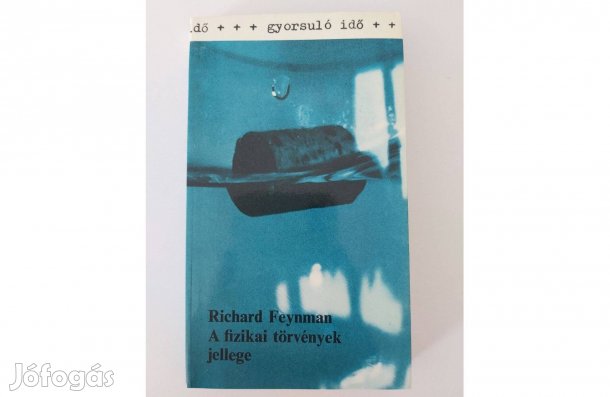 idő + + + gyorsuló idő + +
Richard Feynman
A fizikai törvények
jellege
Jófogás